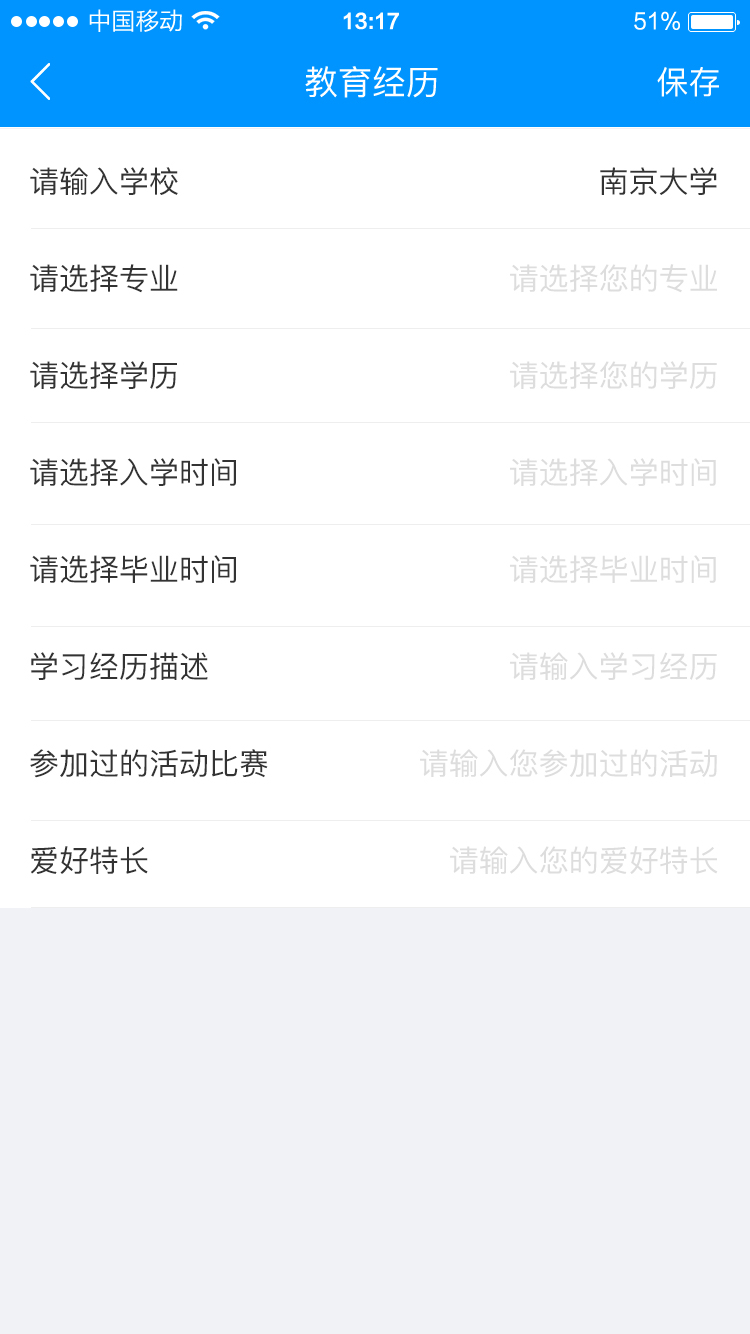 中国移动 13:17 51%
教育经历 保存
请输入学校 南京大学
请选择专业 请选择您的专业
请选择学历 请选择您的学历
请选择入学时间 请选择入学时间
请选择毕业时间 请选择毕业时间
学习经历描述 请输入学习经历
参加过的活动比赛 请输入您参加过的活动
爱好特长 请输入您的爱好特长